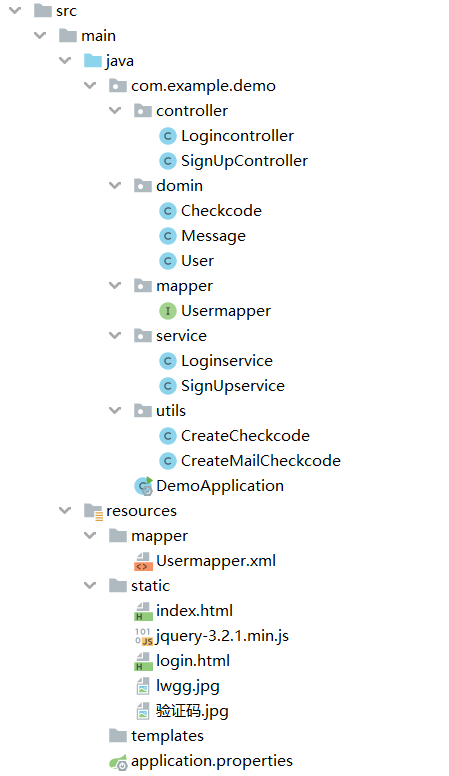 src
main
java
com.example.demo
controller
Logincontroller
SignUpController
domin
Checkcode
Message
User
mapper
Usermapper
service
Loginservice
SignUpservice
utils
CreateCheckcode
CreateMailCheckcode
DemoApplication
resources
mapper
Usermapper.xml
static
index.html
jquery-3.2.1.min.js
login.html
lwgg.jpg
验证码.jpg
templates
application.properties